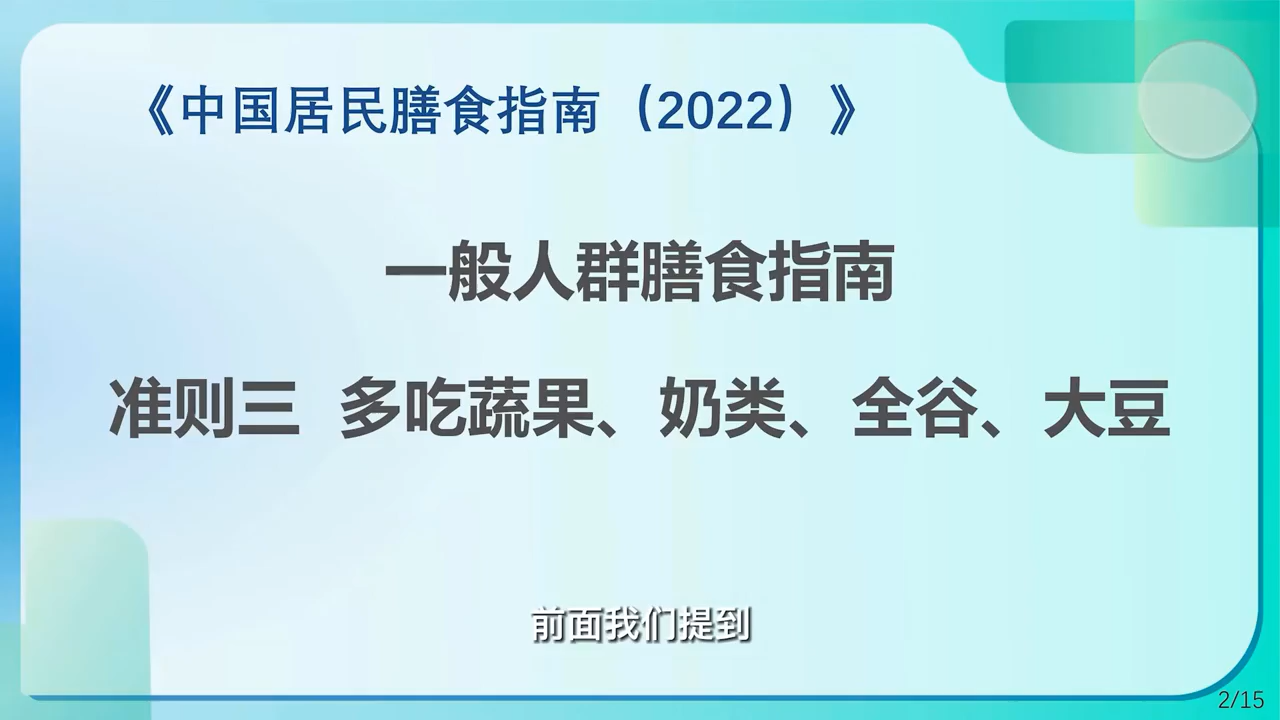 《中国居民膳食指南（2022）》
一般人群膳食指南
准则三 多吃蔬果、奶类、全谷、大豆
前面我们提到
2/15